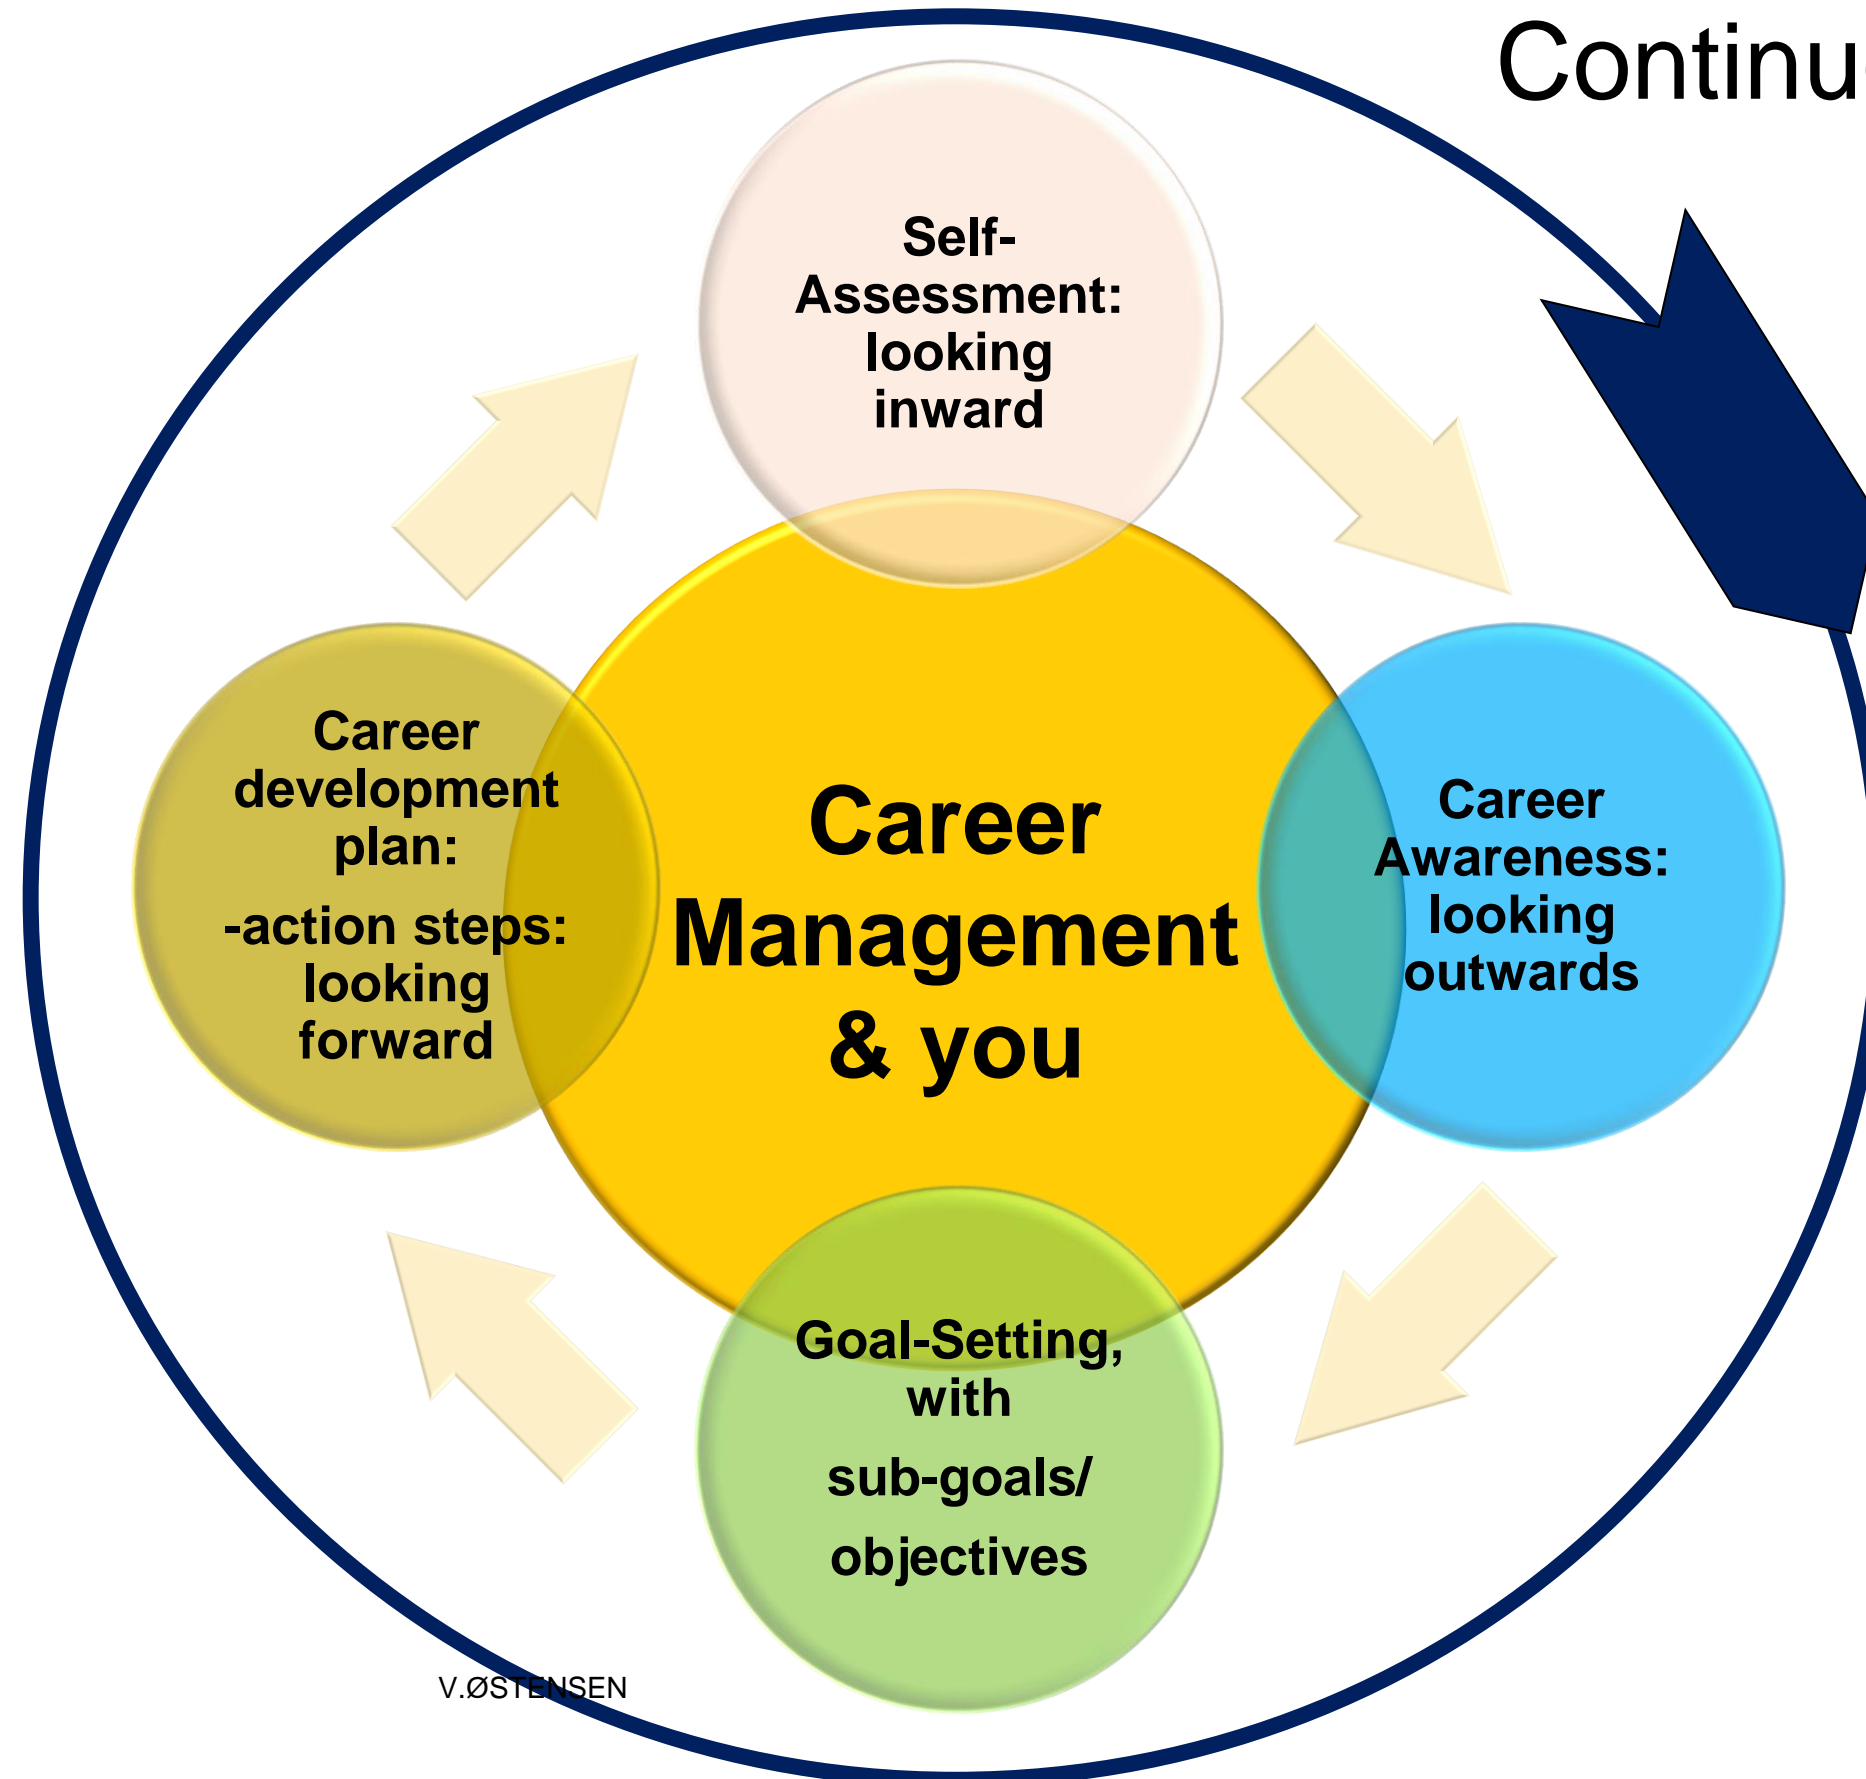 Self-
Assessment:
looking
inward
Career
Awareness:
looking
outwards
Goal-Setting,
with
sub-goals/
objectives
Career
development
plan:
-action steps:
looking
forward
Career
Management
& you
V.ØSTENSEN